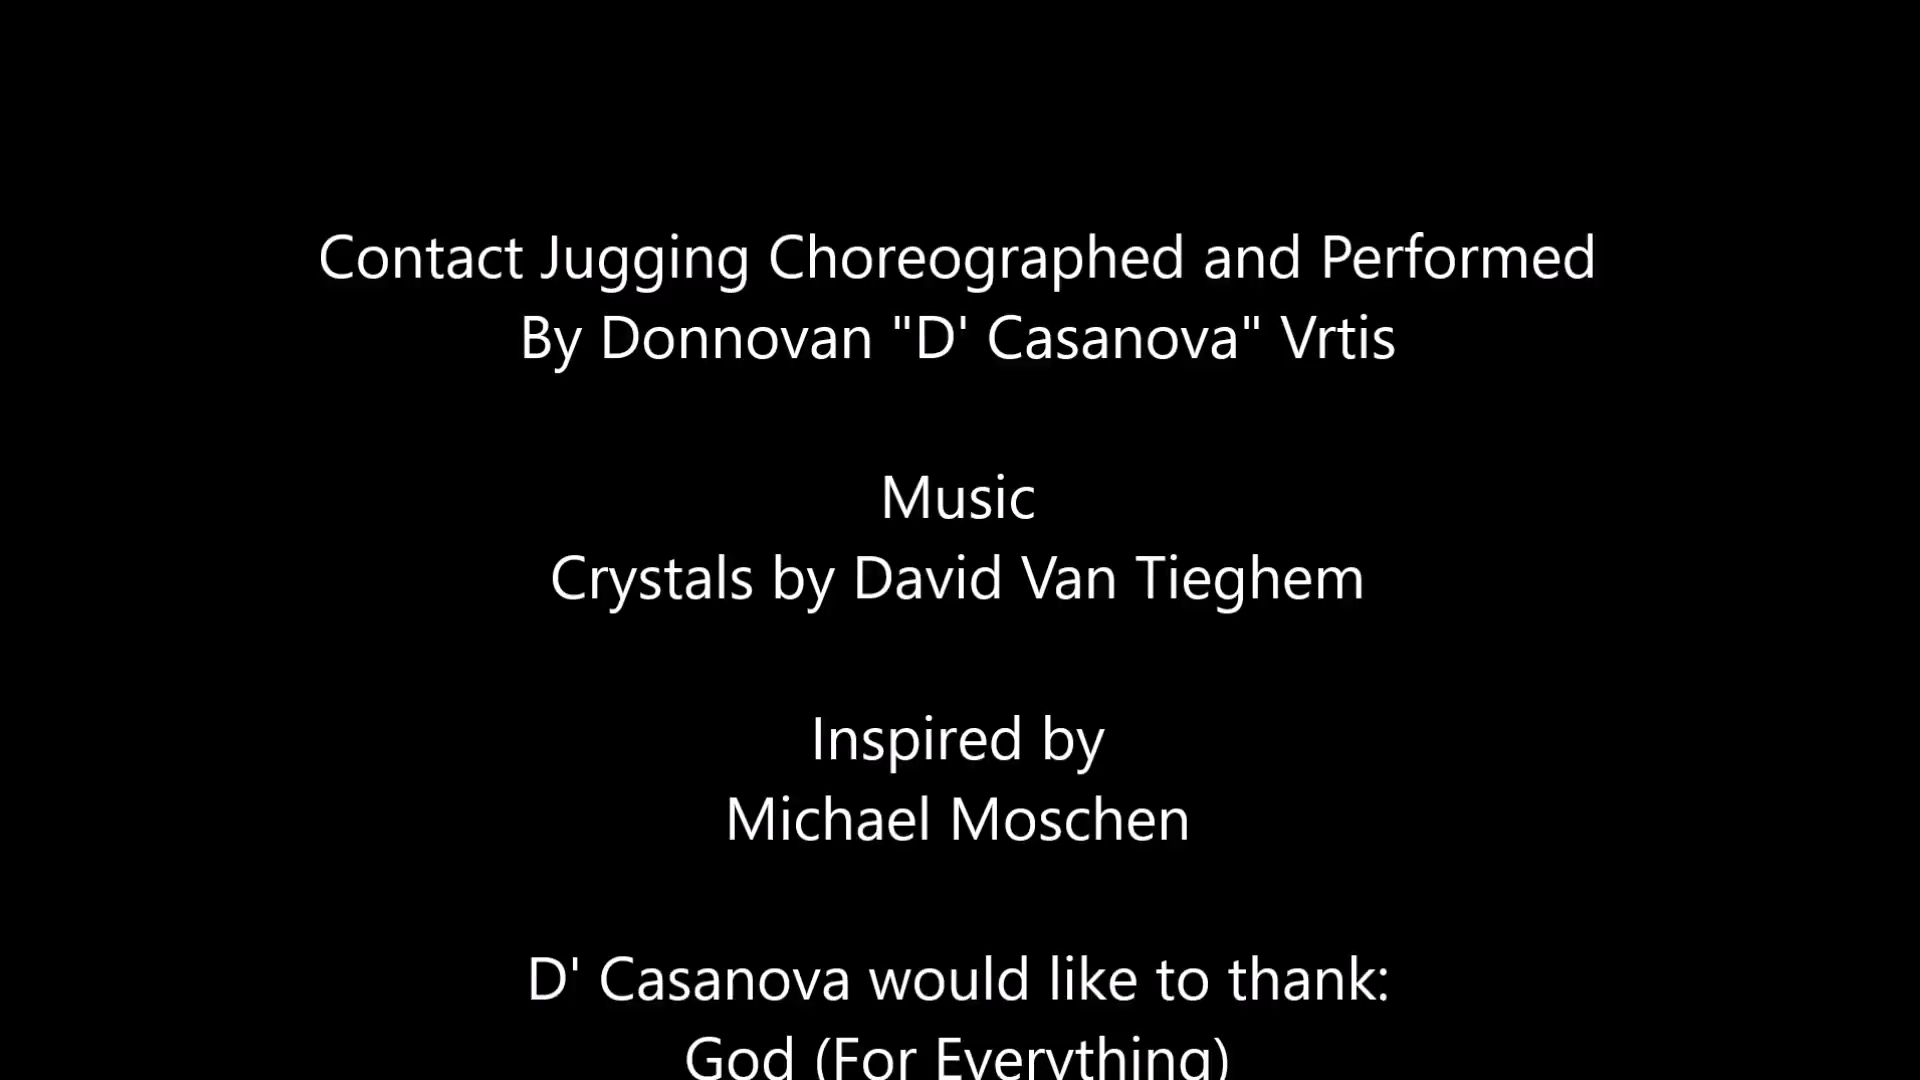 Contact Jugging Choreographed and Performed
By Donnovan "D' Casanova" Vrtis
Music
Crystals by David Van Tieghem
Inspired by
Michael Moschen
D' Casanova would like to thank:
God (For Everything)